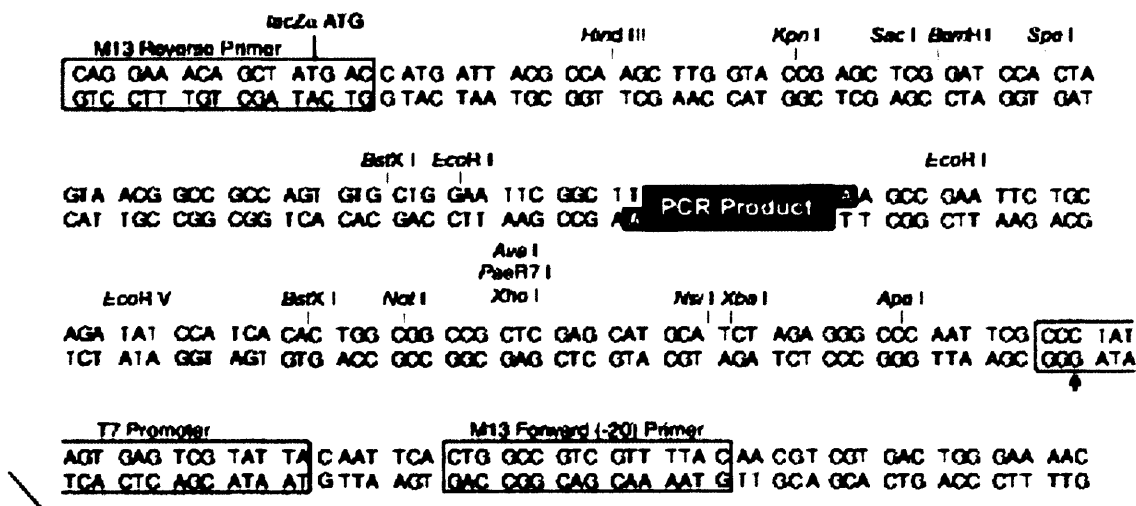 lacZα ATG
M13 Reverse Primer Hind III Kpn I Sac I BamH I Spe I
CAG GAA ACA GCT ATG AC C ATG ATT ACG CCA AGC TTG GTA CCG AGC TCG GAT CCA CTA
GTC CTT TGT CGA TAC TG G TAC TAA TGC GGT TCG AAC CAT GGC TCG AGC CTA GGT GAT
BstX I EcoR I EcoR I
GTA ACG GCC GCC AGT GTG CTG GAA TTC GGC T T PCR Product A A GCC GAA TTC TGC
CAT TGC CGG CGG TCA CAC GAC CTT AAG CCG A A T T CGG CTT AAG ACG
Ava I
PaeR7 I
EcoR V BstX I Not I Xho I Nsi I Xba I Apa I
AGA TAT CCA TCA CAC TGG CGG CCG CTC GAG CAT GCA TCT AGA GGG CCC AAT TCG CCC TAT
TCT ATA GGT AGT GTG ACC GCC GGC GAG CTC GTA CGT AGA TCT CCC GGG TTA AGC GGG ATA
T7 Promoter M13 Forward (-20) Primer
AGT GAG TCG TAT TA C AAT TCA CTG GCC GTC GTT TTA C AA CGT CGT GAC TGG GAA AAC
TCA CTC AGC ATA AT G TTA AGT GAC CGG CAG CAA AAT G TT GCA GCA CTG ACC CTT TTG